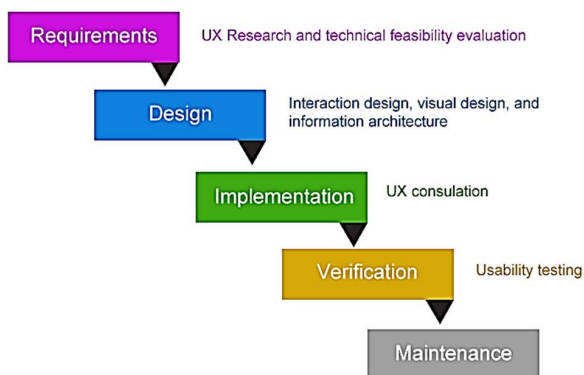 Requirements
UX Research and technical feasibility evaluation
Design
Interaction design, visual design, and
information architecture
Implementation
UX consulation
Verification
Usability testing
Maintenance